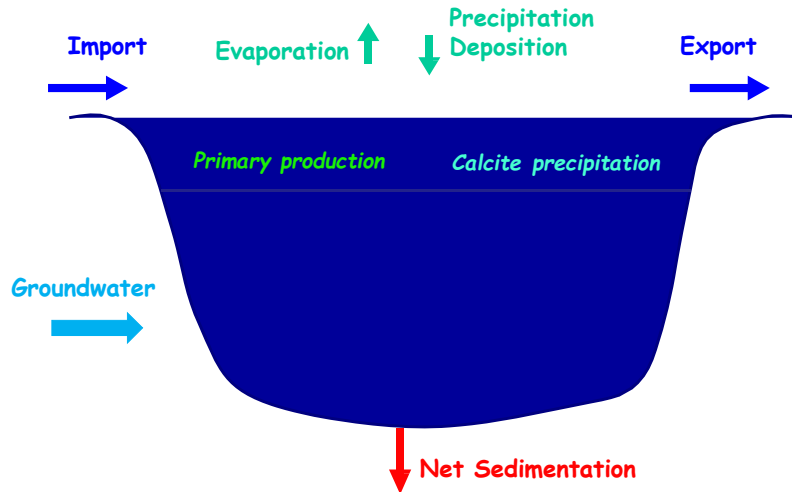 Import
Evaporation
Precipitation
Deposition
Export
Primary production
Calcite precipitation
Groundwater
Net Sedimentation